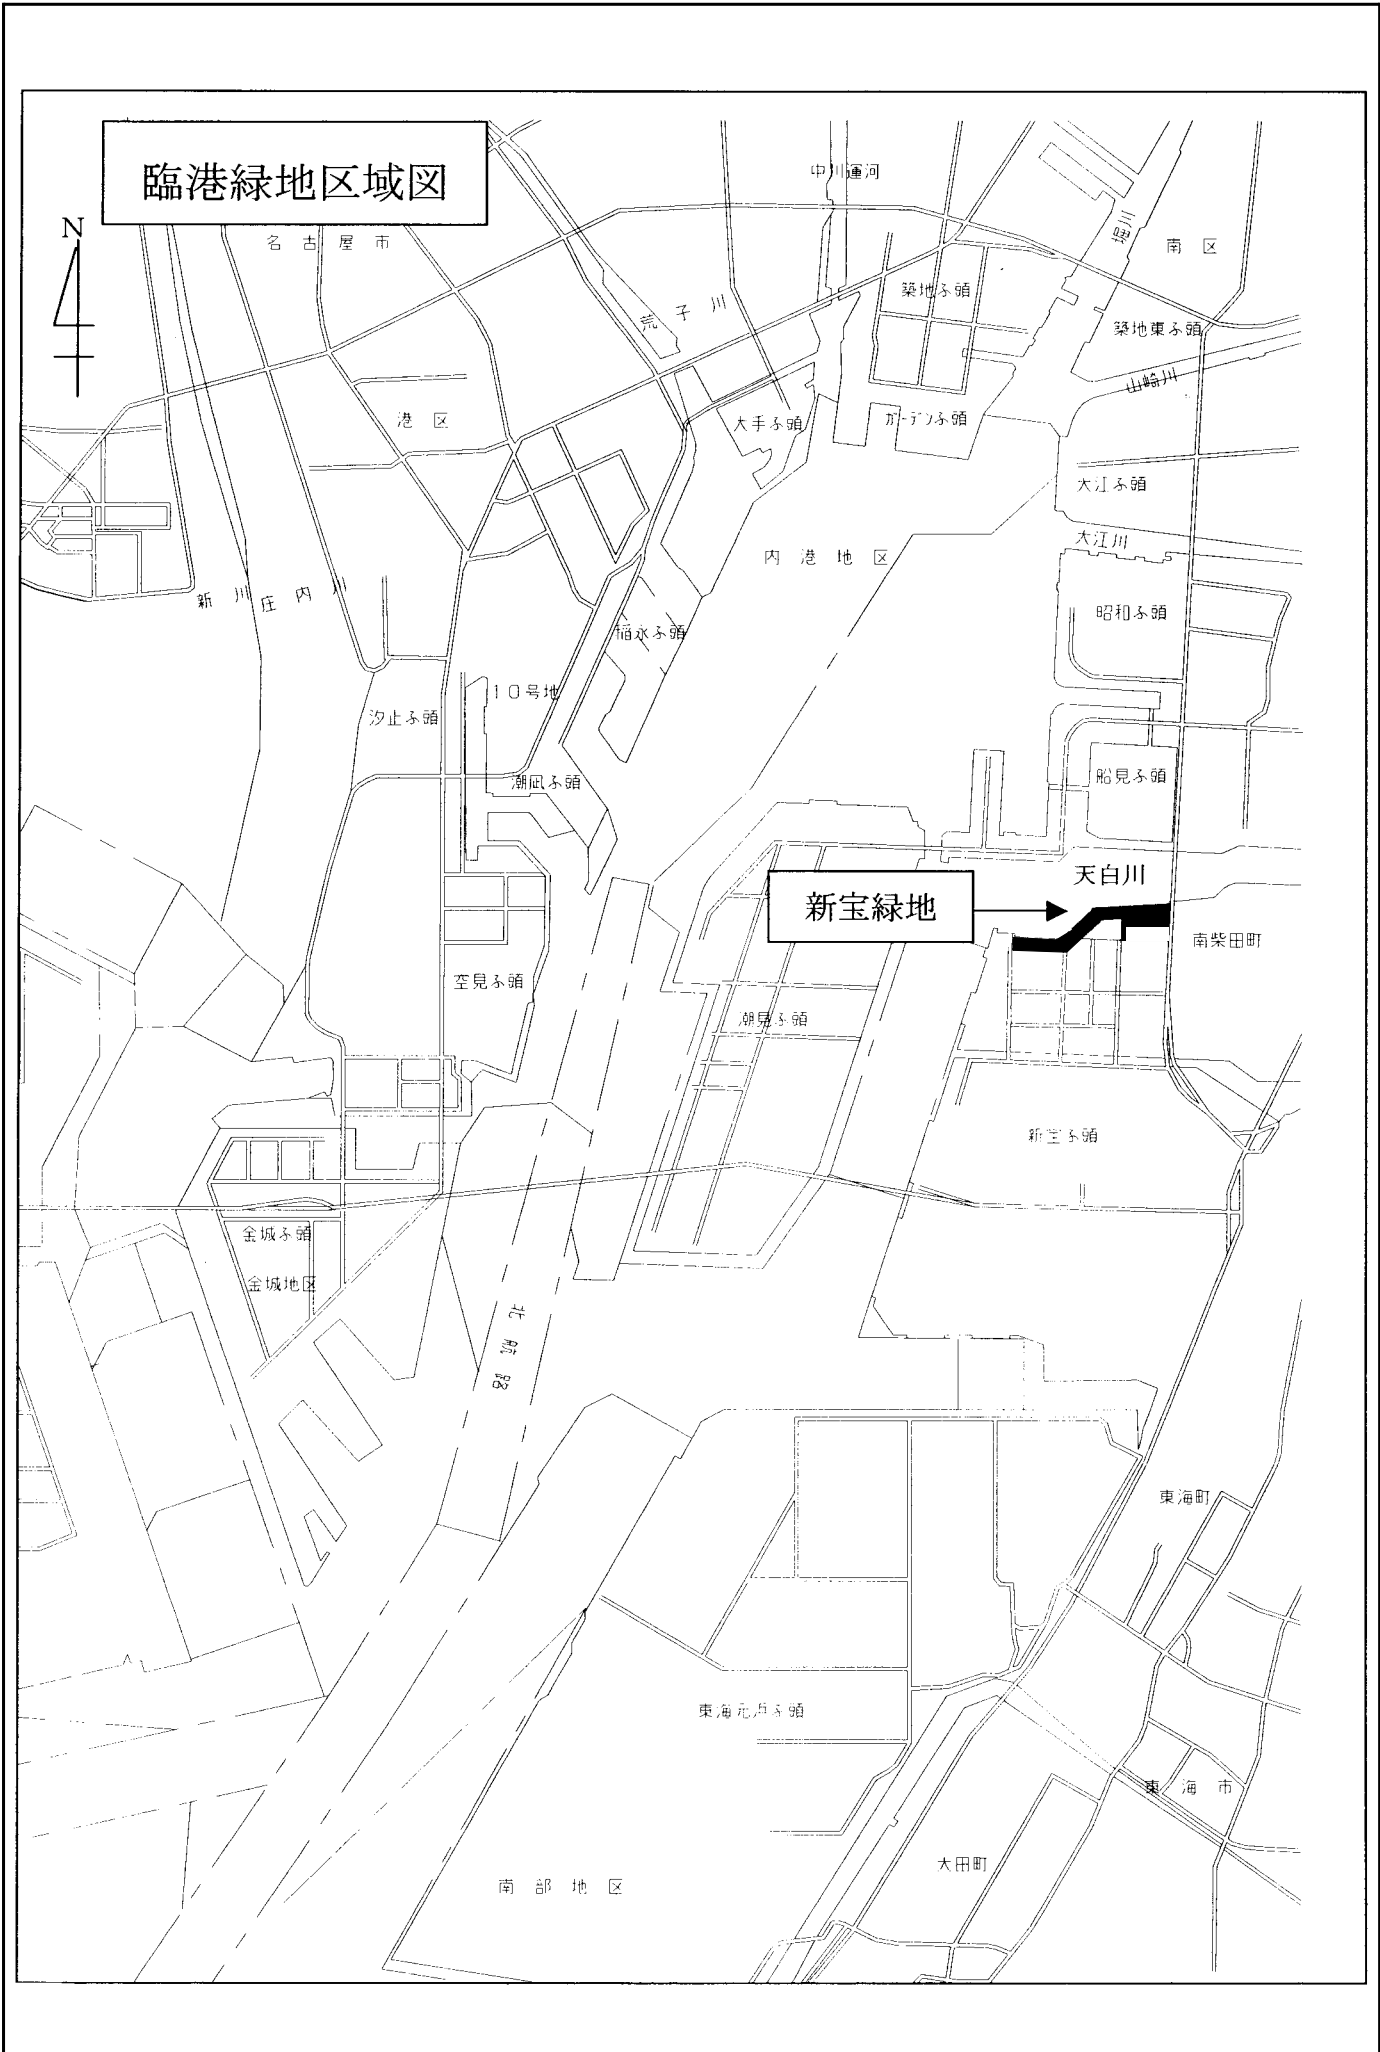 臨港緑地区域図
N
中川運河
堀川
南区
名古屋市
荒子川
築地ふ頭
築地東ふ頭
山崎川
港区
大手ふ頭
ガーデンふ頭
大江ふ頭
大江川
内港地区
新川庄内川
稲永ふ頭
昭和ふ頭
10号地
汐止ふ頭
潮凪ふ頭
船見ふ頭
天白川
新宝緑地
南柴田町
空見ふ頭
潮見ふ頭
新宝ふ頭
金城ふ頭
金城地区
北航路
東海町
東海元浜ふ頭
東海市
大田町
南部地区